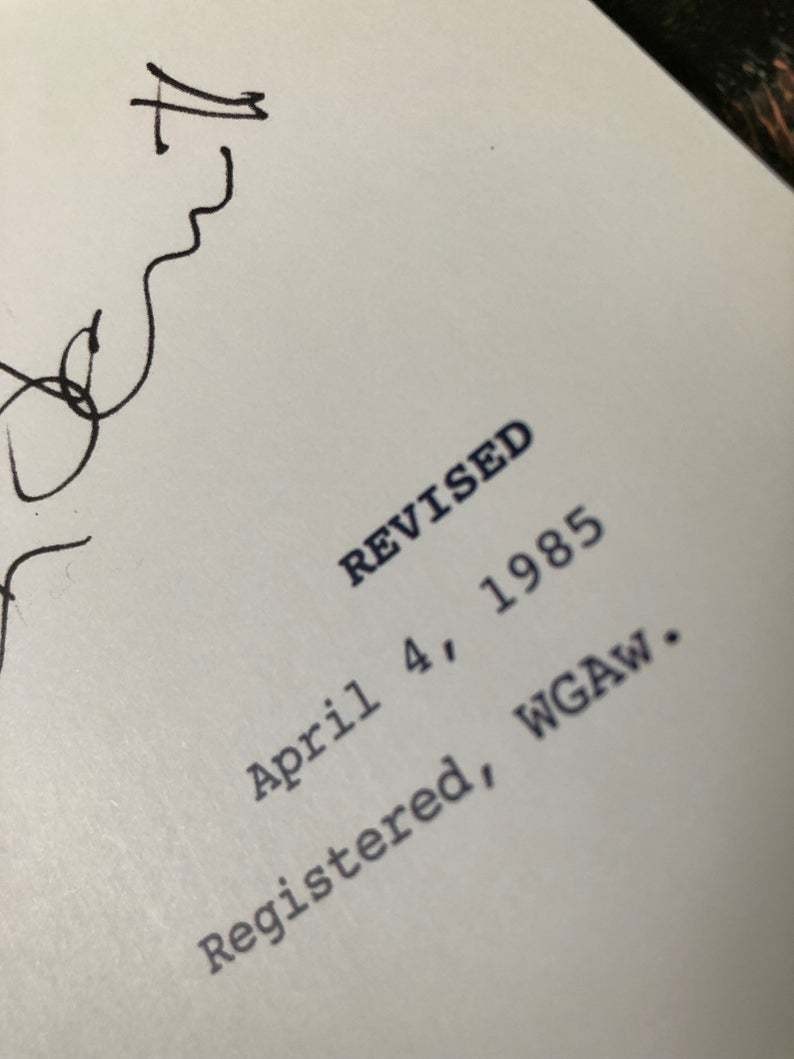 REVISED
April 4, 1985
Registered, WGAw.